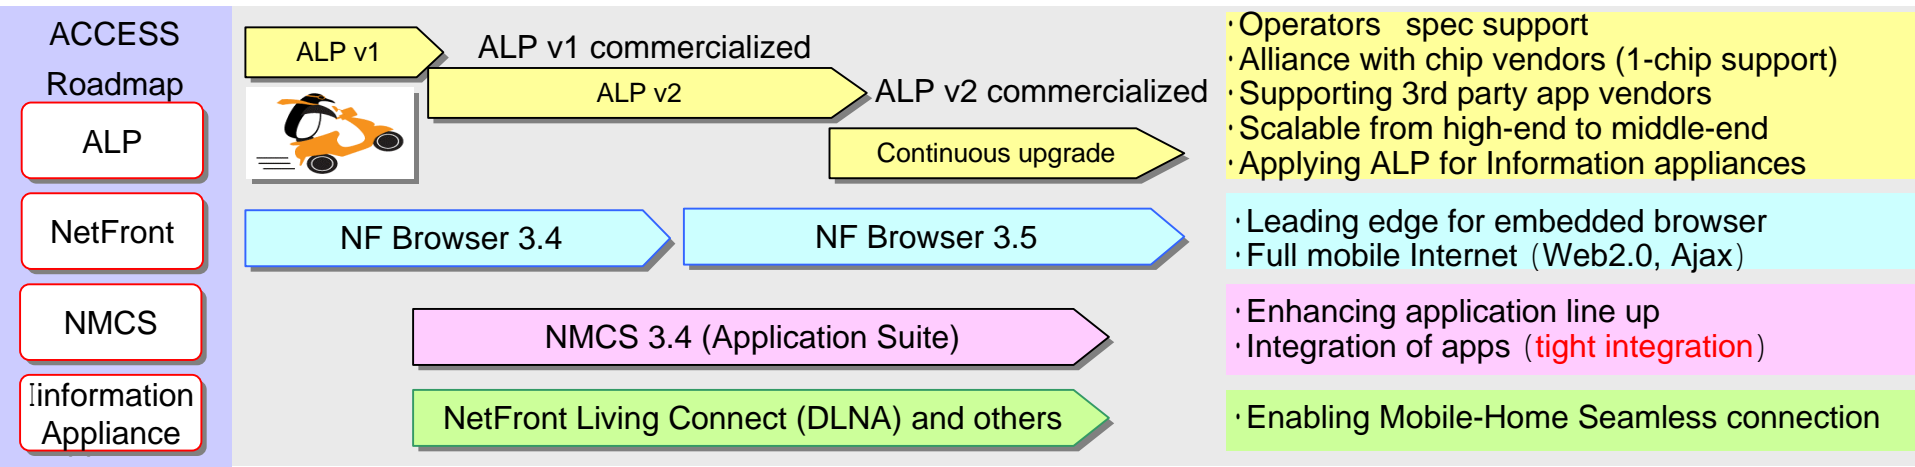 ACCESS
Roadmap
ALP v1
ALP v1 commercialized
ALP v2
ALP v2 commercialized
Continuous upgrade
ALP
・Operators spec support
・Alliance with chip vendors (1-chip support)
・Supporting 3rd party app vendors
・Scalable from high-end to middle-end
・Applying ALP for Information appliances
NetFront
NF Browser 3.4
NF Browser 3.5
・Leading edge for embedded browser
・Full mobile Internet (Web2.0, Ajax)
NMCS
NMCS 3.4 (Application Suite)
・Enhancing application line up
・Integration of apps (tight integration)
Iinformation
Appliance
NetFront Living Connect (DLNA) and others
・Enabling Mobile-Home Seamless connection